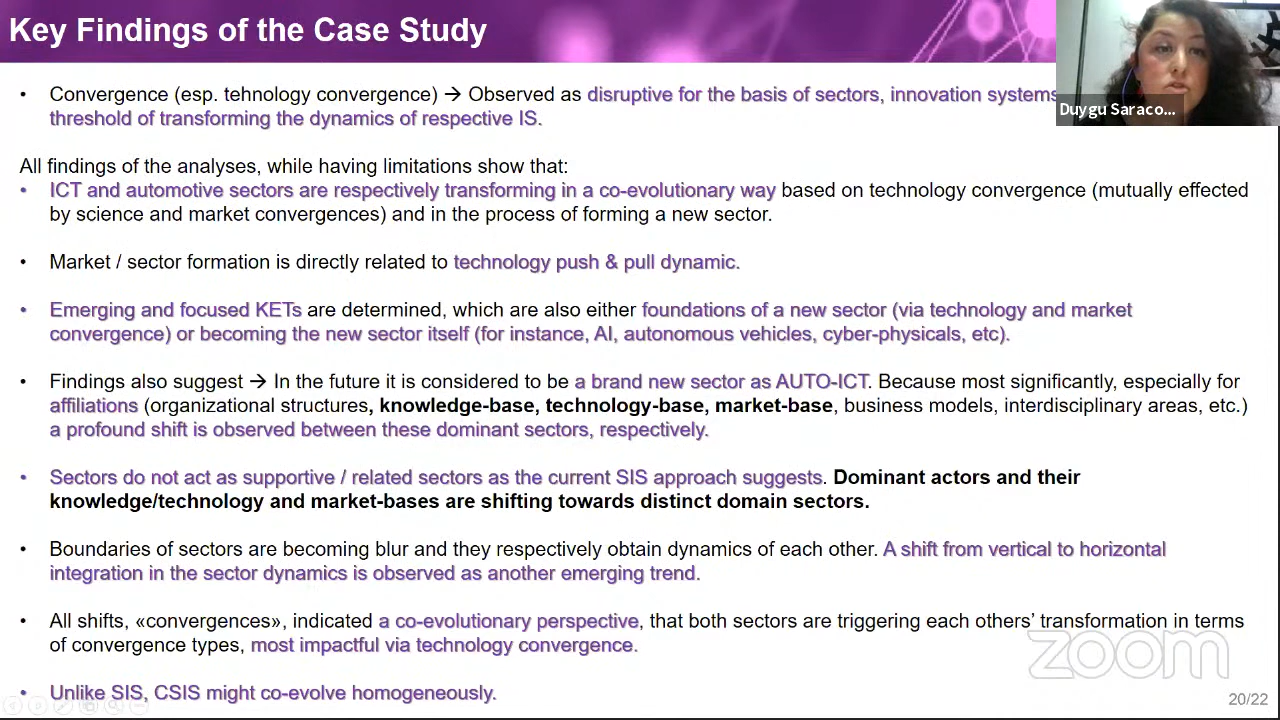 Key Findings of the Case Study
Duygu Saraco...
• Convergence (esp. tehnology convergence) → Observed as disruptive for the basis of sectors, innovation systems
threshold of transforming the dynamics of respective IS.
All findings of the analyses, while having limitations show that:
• ICT and automotive sectors are respectively transforming in a co-evolutionary way based on technology convergence (mutually effected
by science and market convergences) and in the process of forming a new sector.
• Market / sector formation is directly related to technology push & pull dynamic.
• Emerging and focused KETs are determined, which are also either foundations of a new sector (via technology and market
convergence) or becoming the new sector itself (for instance, AI, autonomous vehicles, cyber-physicals, etc).
• Findings also suggest → In the future it is considered to be a brand new sector as AUTO-ICT. Because most significantly, especially for
affiliations (organizational structures, knowledge-base, technology-base, market-base, business models, interdisciplinary areas, etc.)
a profound shift is observed between these dominant sectors, respectively.
• Sectors do not act as supportive / related sectors as the current SIS approach suggests. Dominant actors and their
knowledge/technology and market-bases are shifting towards distinct domain sectors.
• Boundaries of sectors are becoming blur and they respectively obtain dynamics of each other. A shift from vertical to horizontal
integration in the sector dynamics is observed as another emerging trend.
• All shifts, «convergences», indicated a co-evolutionary perspective, that both sectors are triggering each others' transformation in terms
of convergence types, most impactful via technology convergence.
zoom
• Unlike SIS, CSIS might co-evolve homogeneously.
20/22